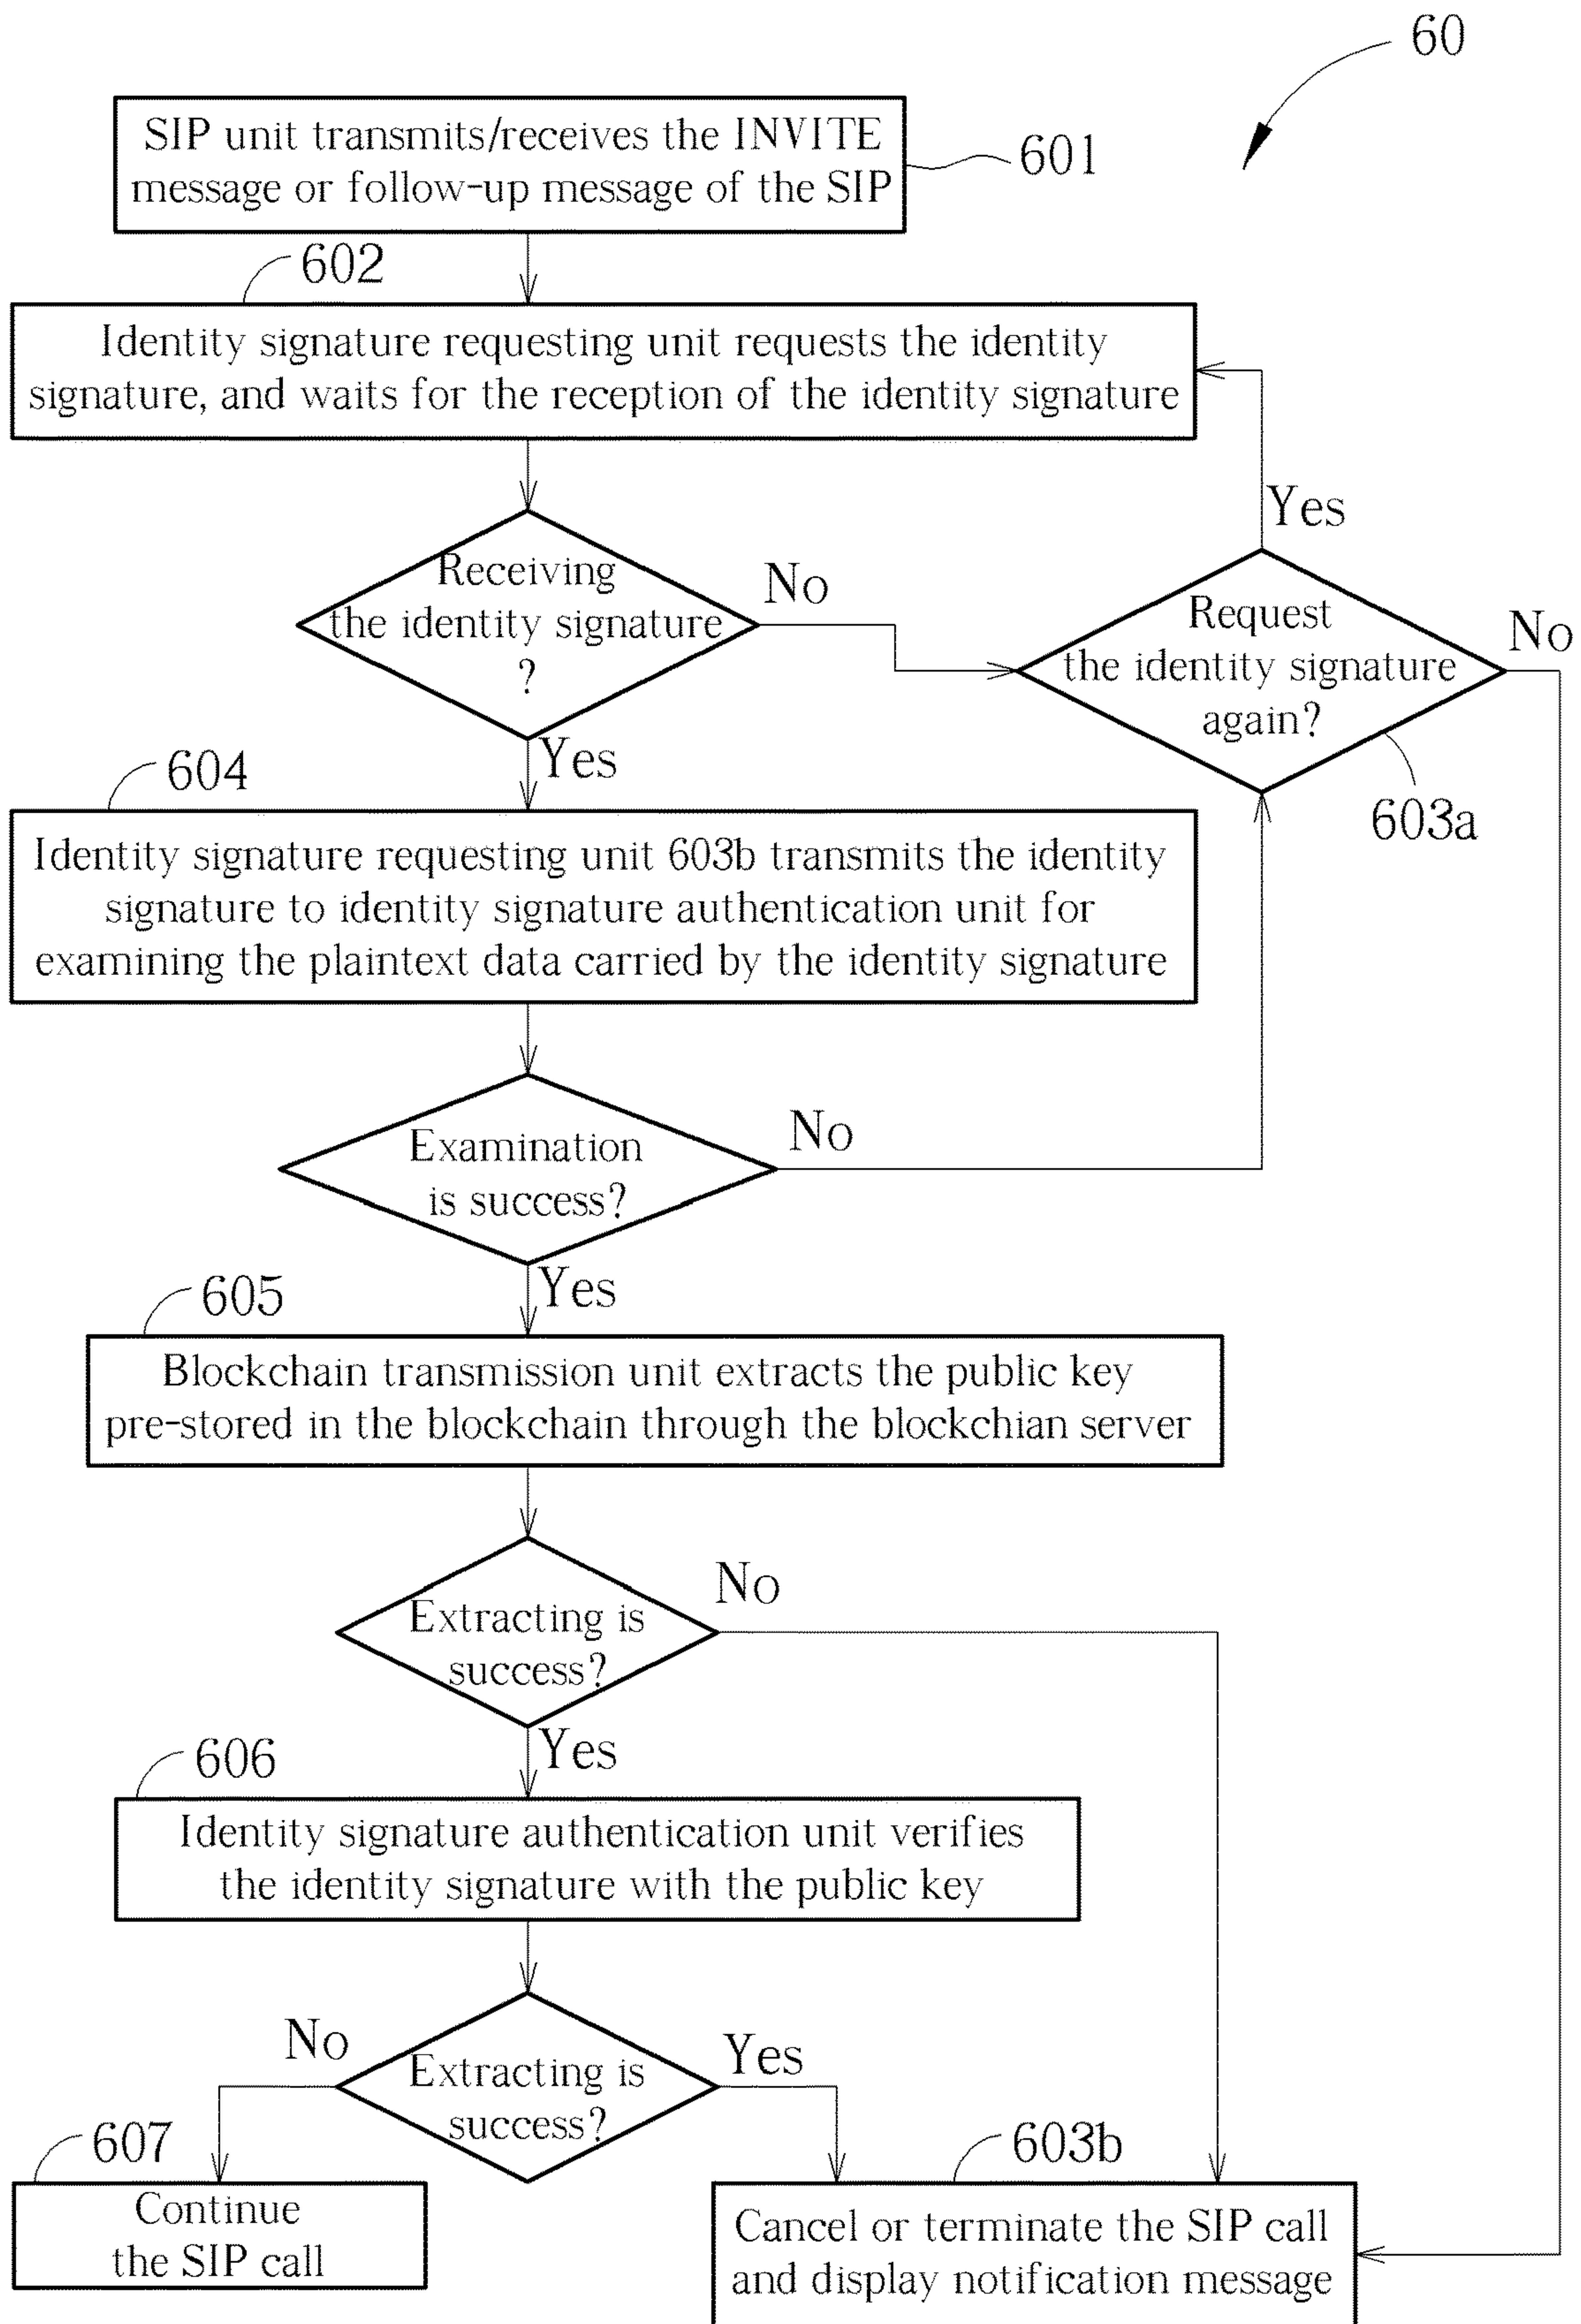 60
SIP unit transmits/receives the INVITE
message or follow-up message of the SIP
601
602
Identity signature requesting unit requests the identity
signature, and waits for the reception of the identity signature
Receiving
the identity signature
?
No
Yes
Request
the identity signature
again?
Yes
No
603a
604
Identity signature requesting unit 603b transmits the identity
signature to identity signature authentication unit for
examining the plaintext data carried by the identity signature
Examination
is success?
No
Yes
605
Blockchain transmission unit extracts the public key
pre-stored in the blockchain through the blockchian server
Extracting is
success?
No
Yes
606
Identity signature authentication unit verifies
the identity signature with the public key
Extracting is
success?
No
Yes
607
Continue
the SIP call
603b
Cancel or terminate the SIP call
and display notification message